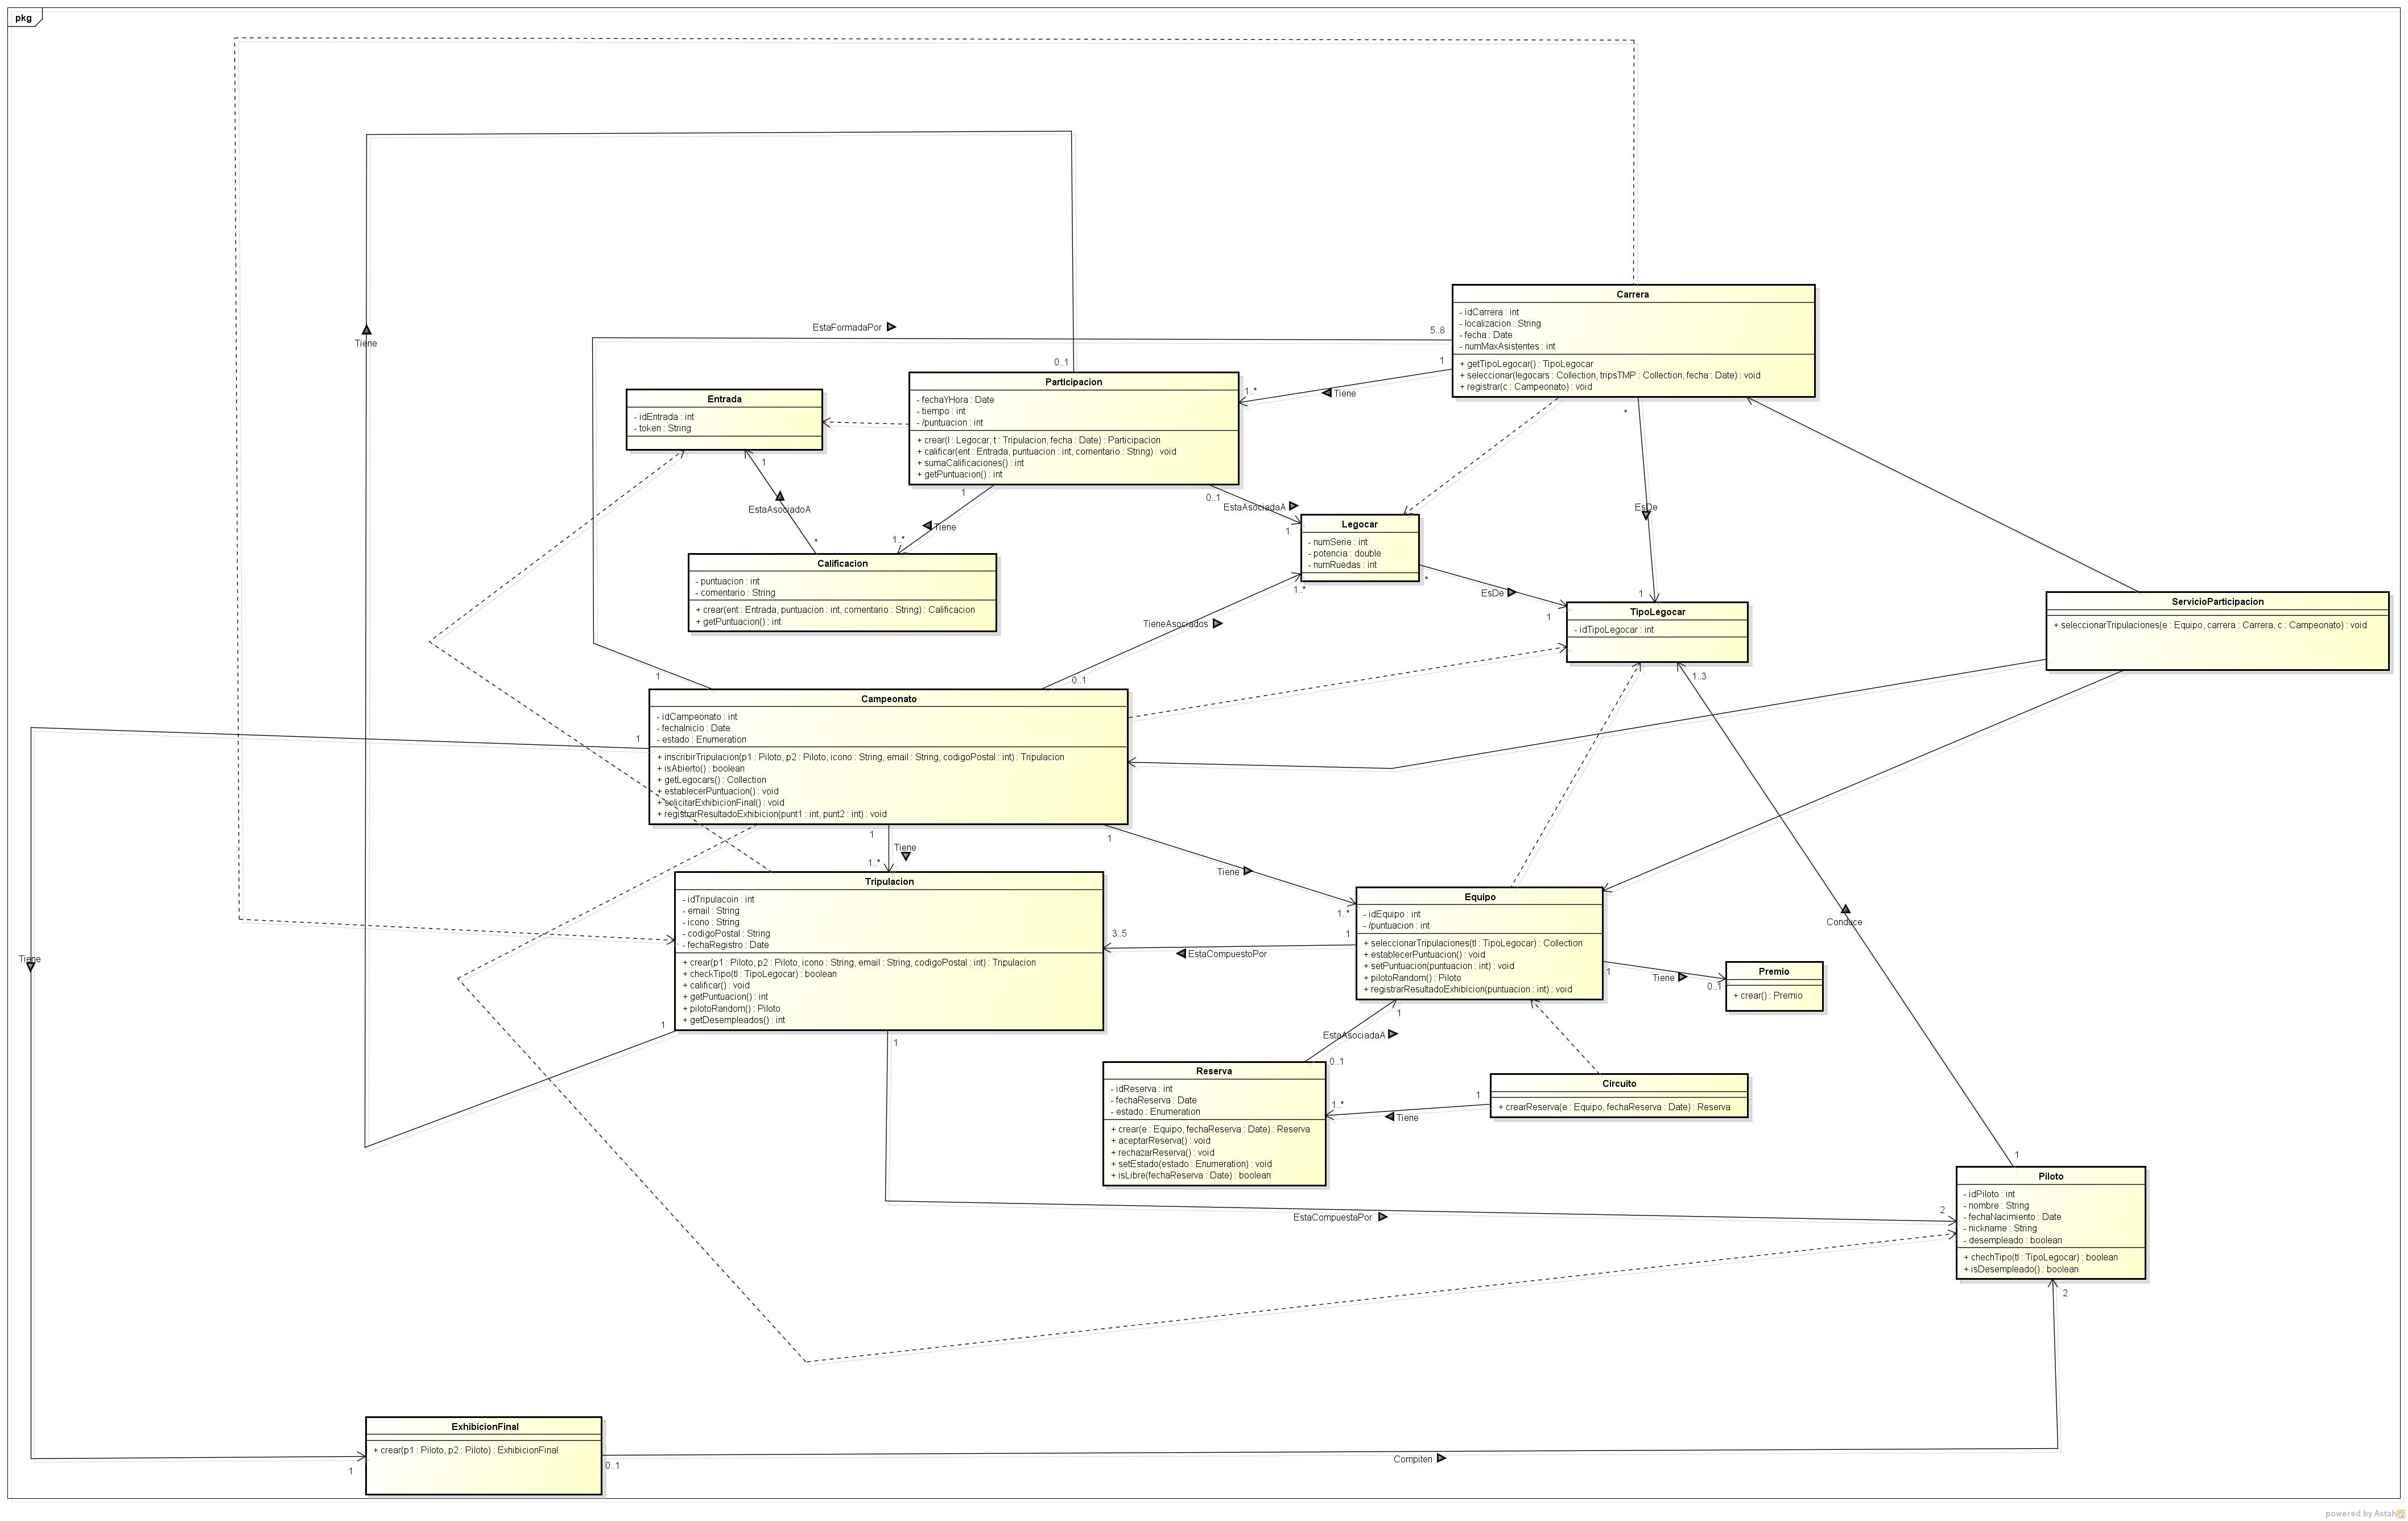 pkg
Carrera
- idCarrera : int
- localizacion : String
- fecha : Date
- numMaxAsistentes : int
+ getTipoLegocar() : TipoLegocar
+ seleccionar(legocars : Collection, tripsTMP : Collection, fecha : Date) : void
+ registrar(c : Campeonato) : void
EstaFormadaPor
5..8
1
Tiene
0..1
1..*
Tiene
Participacion
- fechaYHora : Date
- tiempo : int
- /puntuacion : int
+ crear(l : Legocar, t : Tripulacion, fecha : Date) : Participacion
+ calificar(ent : Entrada, puntuacion : int, comentario : String) : void
+ sumaCalificaciones() : int
+ getPuntuacion() : int
Entrada
- idEntrada : int
- token : String
1
EstaAsociadoA
*
1
Tiene
1..*
0..1
EstaAsociadaA
1
*
EsDe
1
Legocar
- numSerie : int
- potencia : double
- numRuedas : int
*
EsDe
1
1..*
Calificacion
- puntuacion : int
- comentario : String
+ crear(ent : Entrada, puntuacion : int, comentario : String) : Calificacion
+ getPuntuacion() : int
TieneAsociados
0..1
TipoLegocar
- idTipoLegocar : int
1..3
ServicioParticipacion
+ seleccionarTripulaciones(e : Equipo, carrera : Carrera, c : Campeonato) : void
1
1
Campeonato
- idCampeonato : int
- fechaInicio : Date
- estado : Enumeration
+ inscribirTripulacion(p1 : Piloto, p2 : Piloto, icono : String, email : String, codigoPostal : int) : Tripulacion
+ isAbierto() : boolean
+ getLegocars() : Collection
+ establecerPuntuacion() : void
+ solicitarExhibicionFinal() : void
+ registrarResultadoExhibicion(punt1 : int, punt2 : int) : void
1
Tiene
1..*
1
Tiene
1..*
Tripulacion
- idTripulacoin : int
- email : String
- icono : String
- codigoPostal : String
- fechaRegistro : Date
+ crear(p1 : Piloto, p2 : Piloto, icono : String, email : String, codigoPostal : int) : Tripulacion
+ checkTipo(tl : TipoLegocar) : boolean
+ calificar() : void
+ getPuntuacion() : int
+ pilotoRandom() : Piloto
+ getDesempleados() : int
3..5
1
EstaCompuestoPor
Equipo
- idEquipo : int
- /puntuacion : int
+ seleccionarTripulaciones(tl : TipoLegocar) : Collection
+ establecerPuntuacion() : void
+ setPuntuacion(puntuacion : int) : void
+ pilotoRandom() : Piloto
+ registrarResultadoExhibicion(puntuacion : int) : void
1
Tiene
0..1
Premio
+ crear() : Premio
Conduce
Tiene
1
1
1
EstaAsociadaA
0..1
Reserva
- idReserva : int
- fechaReserva : Date
- estado : Enumeration
+ crear(e : Equipo, fechaReserva : Date) : Reserva
+ aceptarReserva() : void
+ rechazarReserva() : void
+ setEstado(estado : Enumeration) : void
+ isLibre(fechaReserva : Date) : boolean
1..*
Tiene
1
Circuito
+ crearReserva(e : Equipo, fechaReserva : Date) : Reserva
1
Piloto
- idPiloto : int
- nombre : String
- fechaNacimiento : Date
- nickname : String
- desempleado : boolean
+ chechTipo(tl : TipoLegocar) : boolean
+ isDesempleado() : boolean
EstaCompuestaPor
2
2
ExhibicionFinal
+ crear(p1 : Piloto, p2 : Piloto) : ExhibicionFinal
1
0..1
Compiten
powered by Astah